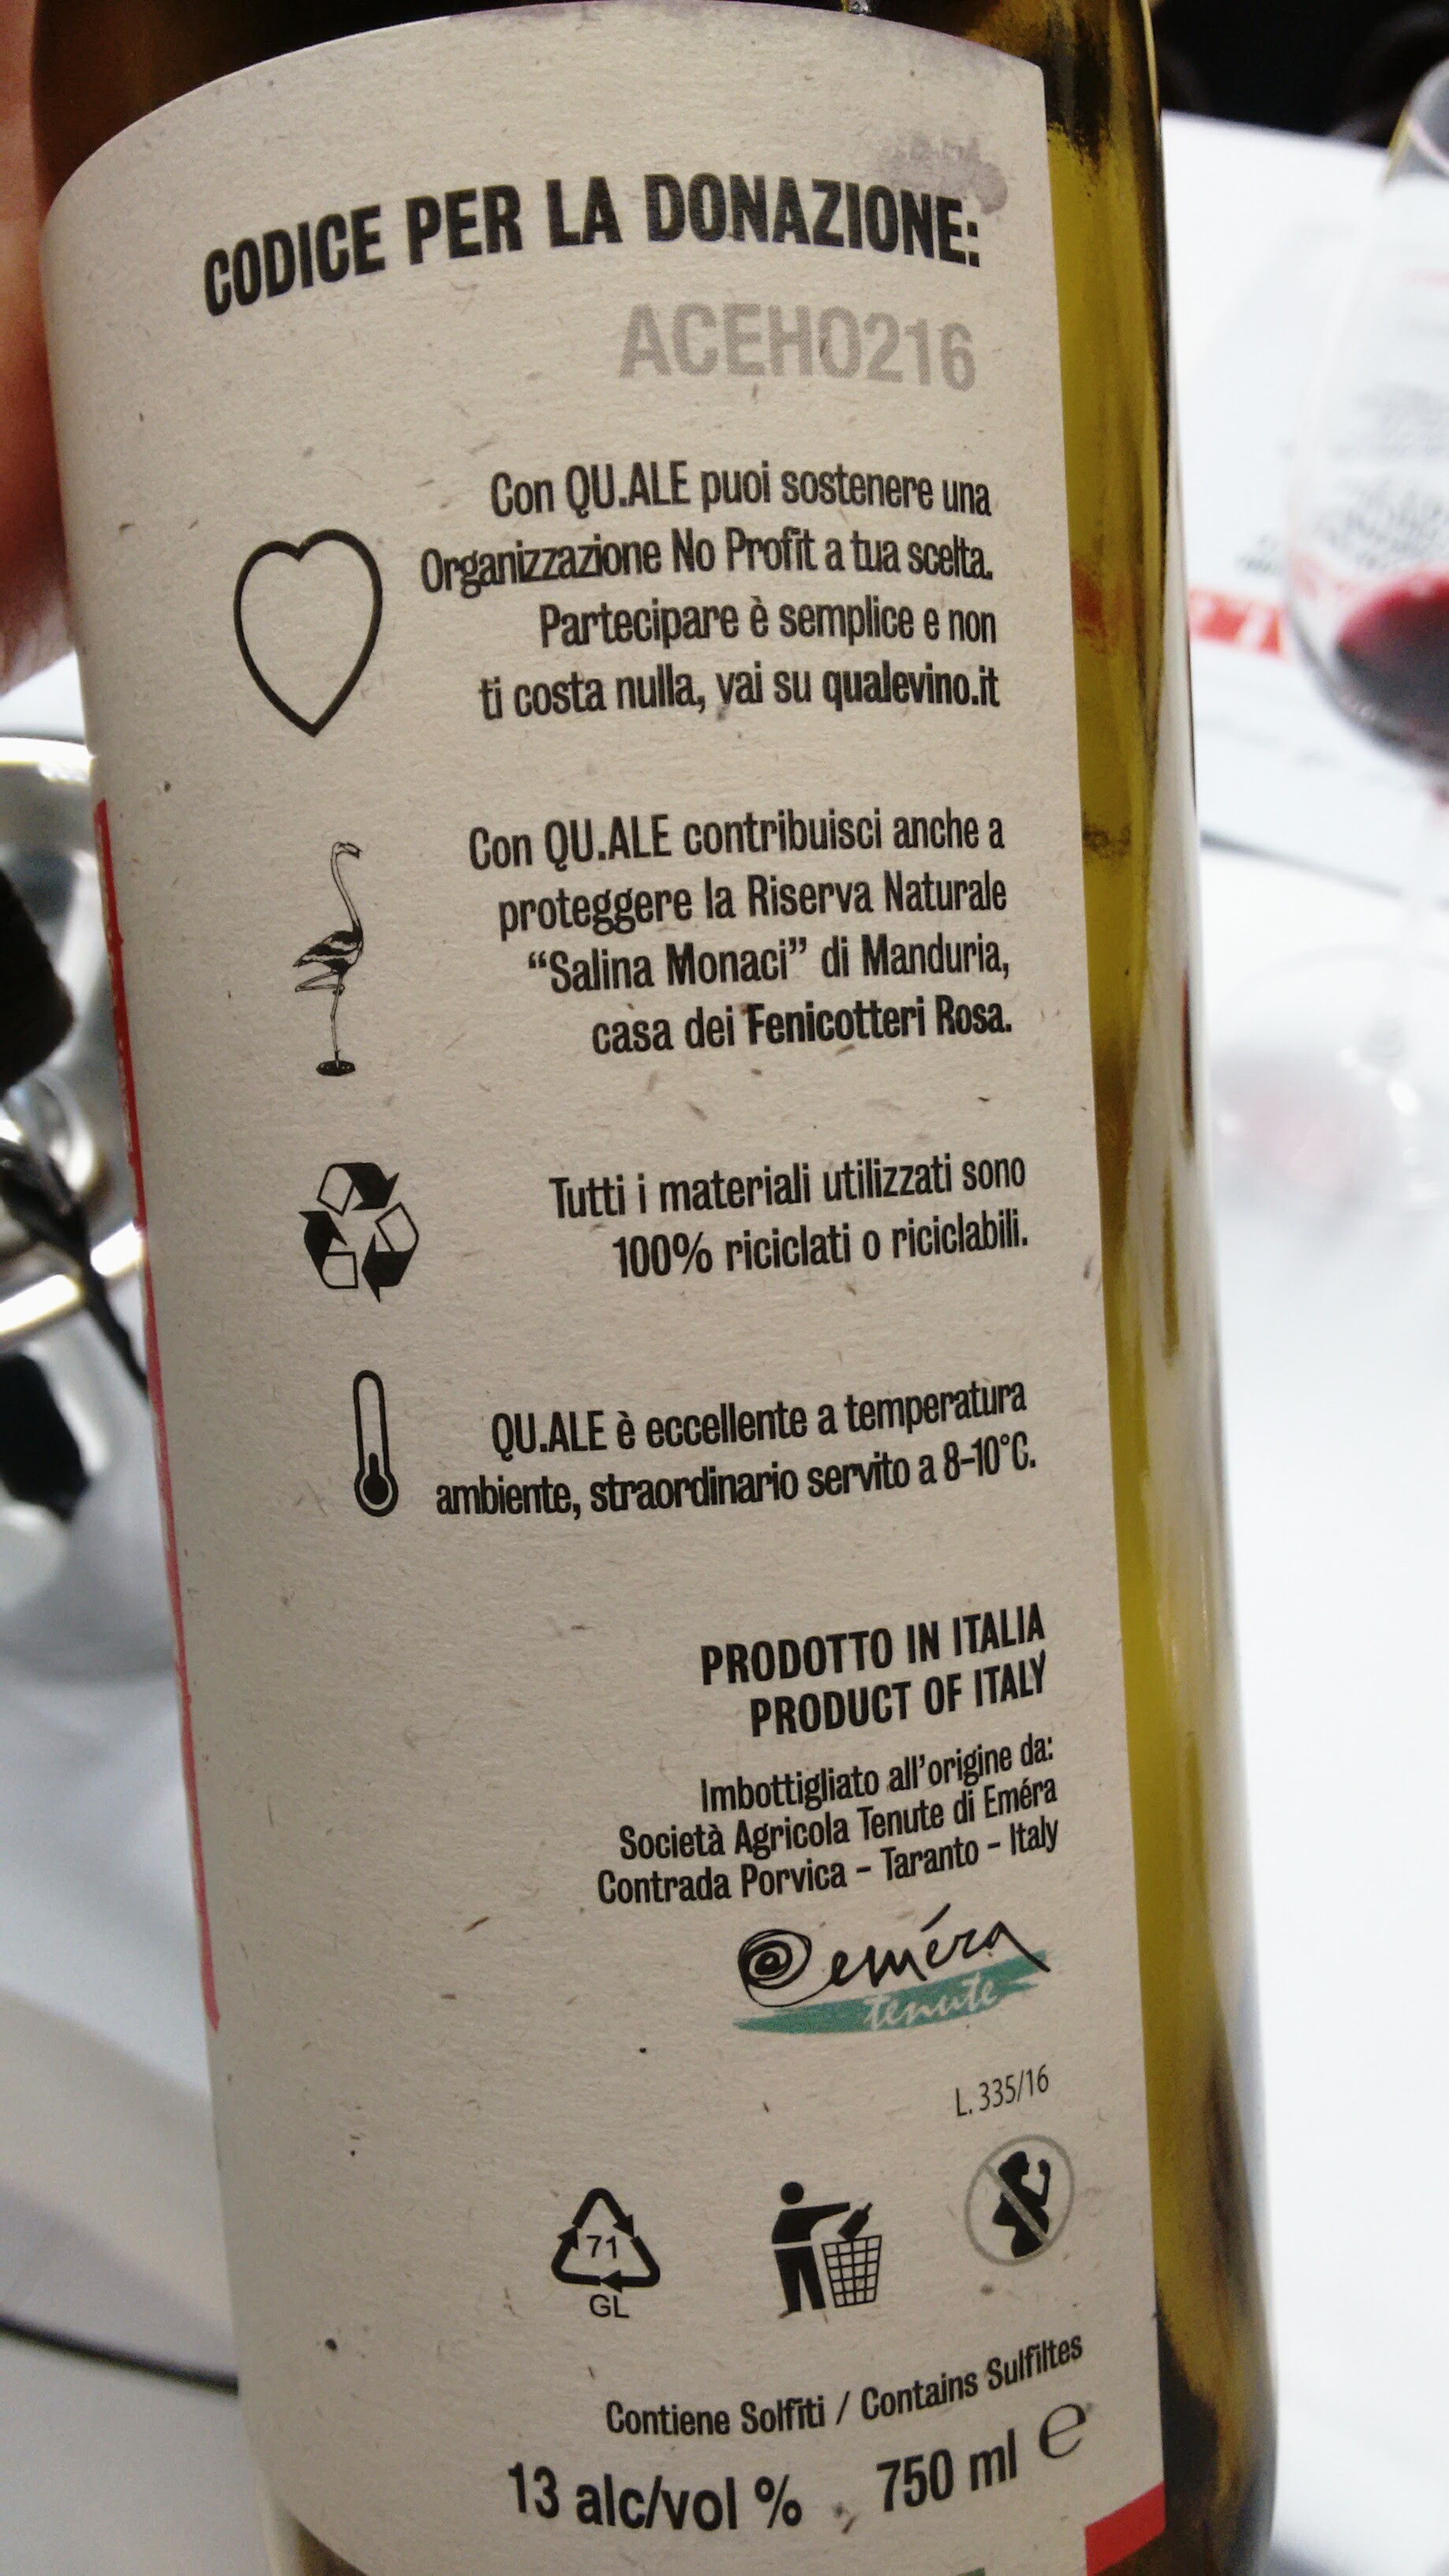 CODICE PER LA DONAZIONE:
ACEHO216
Con QU.ALE puoi sostenere una
Organizzazione No Profit a tua scelta.
Partecipare è semplice e non
ti costa nulla, vai su qualevino.it
Con QU.ALE contribuisci anche a
proteggere la Riserva Naturale
“Salina Monaci” di Manduria,
casa dei Fenicotteri Rosa.
Tutti i materiali utilizzati sono
100% riciclati o riciclabili.
QU.ALE è eccellente a temperatura
ambiente, straordinario servito a 8-10°C.
PRODOTTO IN ITALIA
PRODUCT OF ITALY
Imbottigliato all'origine da:
Società Agricola Tenute di Eméra
Contrada Porvica - Taranto - Italy
@eméra
tenute
L. 335/16
71
GL
Contiene Solfiti / Contains Sulfiltes
13 alc/vol % 750 ml e